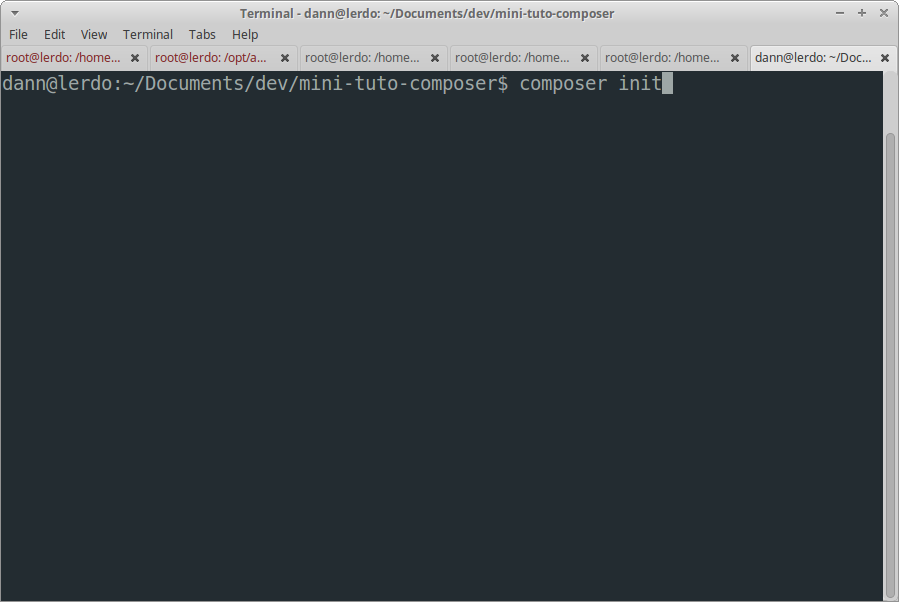 Terminal - dann@lerdo: ~/Documents/dev/mini-tuto-composer
File Edit View Terminal Tabs Help
root@lerdo: /home... root@lerdo: /opt/a... root@lerdo: /home... root@lerdo: /home... root@lerdo: /home... dann@lerdo: ~/Doc...
dann@lerdo:~/Documents/dev/mini-tuto-composer$ composer init